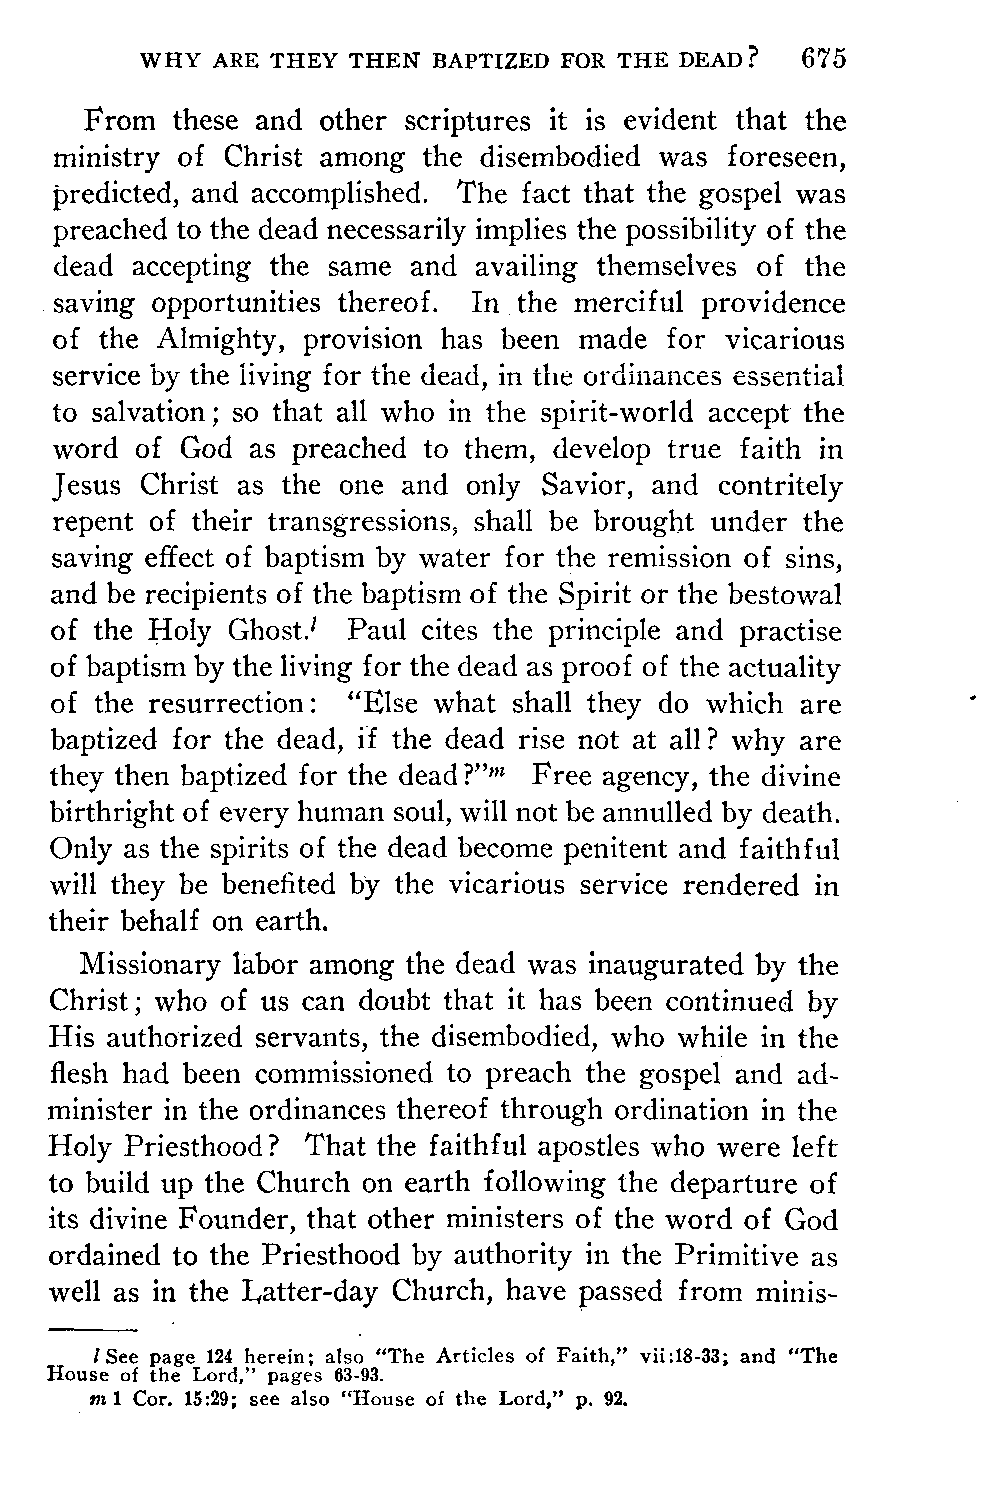 WHY ARE THEY THEN BAPTIZED FOR THE DEAD? 675
From these and other scriptures it is evident that the
ministry of Christ among the disembodied was foreseen,
predicted, and accomplished. The fact that the gospel was
preached to the dead necessarily implies the possibility of the
dead accepting the same and availing themselves of the
saving opportunities thereof. In the merciful providence
of the Almighty, provision has been made for vicarious
service by the living for the dead, in the ordinances essential
to salvation; so that all who in the spirit-world accept the
word of God as preached to them, develop true faith in
Jesus Christ as the one and only Savior, and contritely
repent of their transgressions, shall be brought under the
saving effect of baptism by water for the remission of sins,
and be recipients of the baptism of the Spirit or the bestowal
of the Holy Ghost.l Paul cites the principle and practise
of baptism by the living for the dead as proof of the actuality
of the resurrection: "Else what shall they do which are
baptized for the dead, if the dead rise not at all? why are
they then baptized for the dead?"m Free agency, the divine
birthright of every human soul, will not be annulled by death.
Only as the spirits of the dead become penitent and faithful
will they be benefited by the vicarious service rendered in
their behalf on earth.
Missionary labor among the dead was inaugurated by the
Christ; who of us can doubt that it has been continued by
His authorized servants, the disembodied, who while in the
flesh had been commissioned to preach the gospel and ad-
minister in the ordinances thereof through ordination in the
Holy Priesthood? That the faithful apostles who were left
to build up the Church on earth following the departure of
its divine Founder, that other ministers of the word of God
ordained to the Priesthood by authority in the Primitive as
well as in the Latter-day Church, have passed from minis-
l See page 124 herein; also "The Articles of Faith," vii:18-33; and "The
House of the Lord," pages 63-93.
m 1 Cor. 15:29; see also "House of the Lord," p. 92.